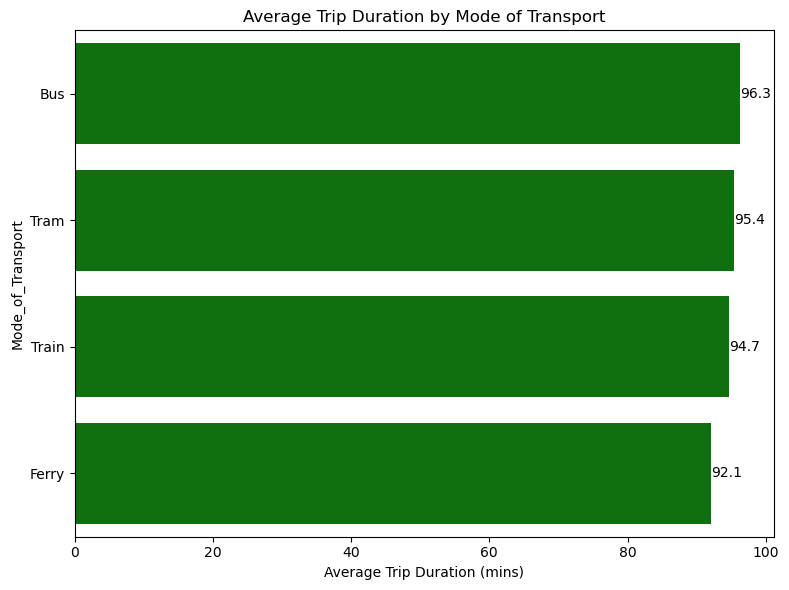 Average Trip Duration by Mode of Transport
Mode_of_Transport
Bus
96.3
Tram
95.4
Train
94.7
Ferry
92.1
0 20 40 60 80 100
Average Trip Duration (mins)